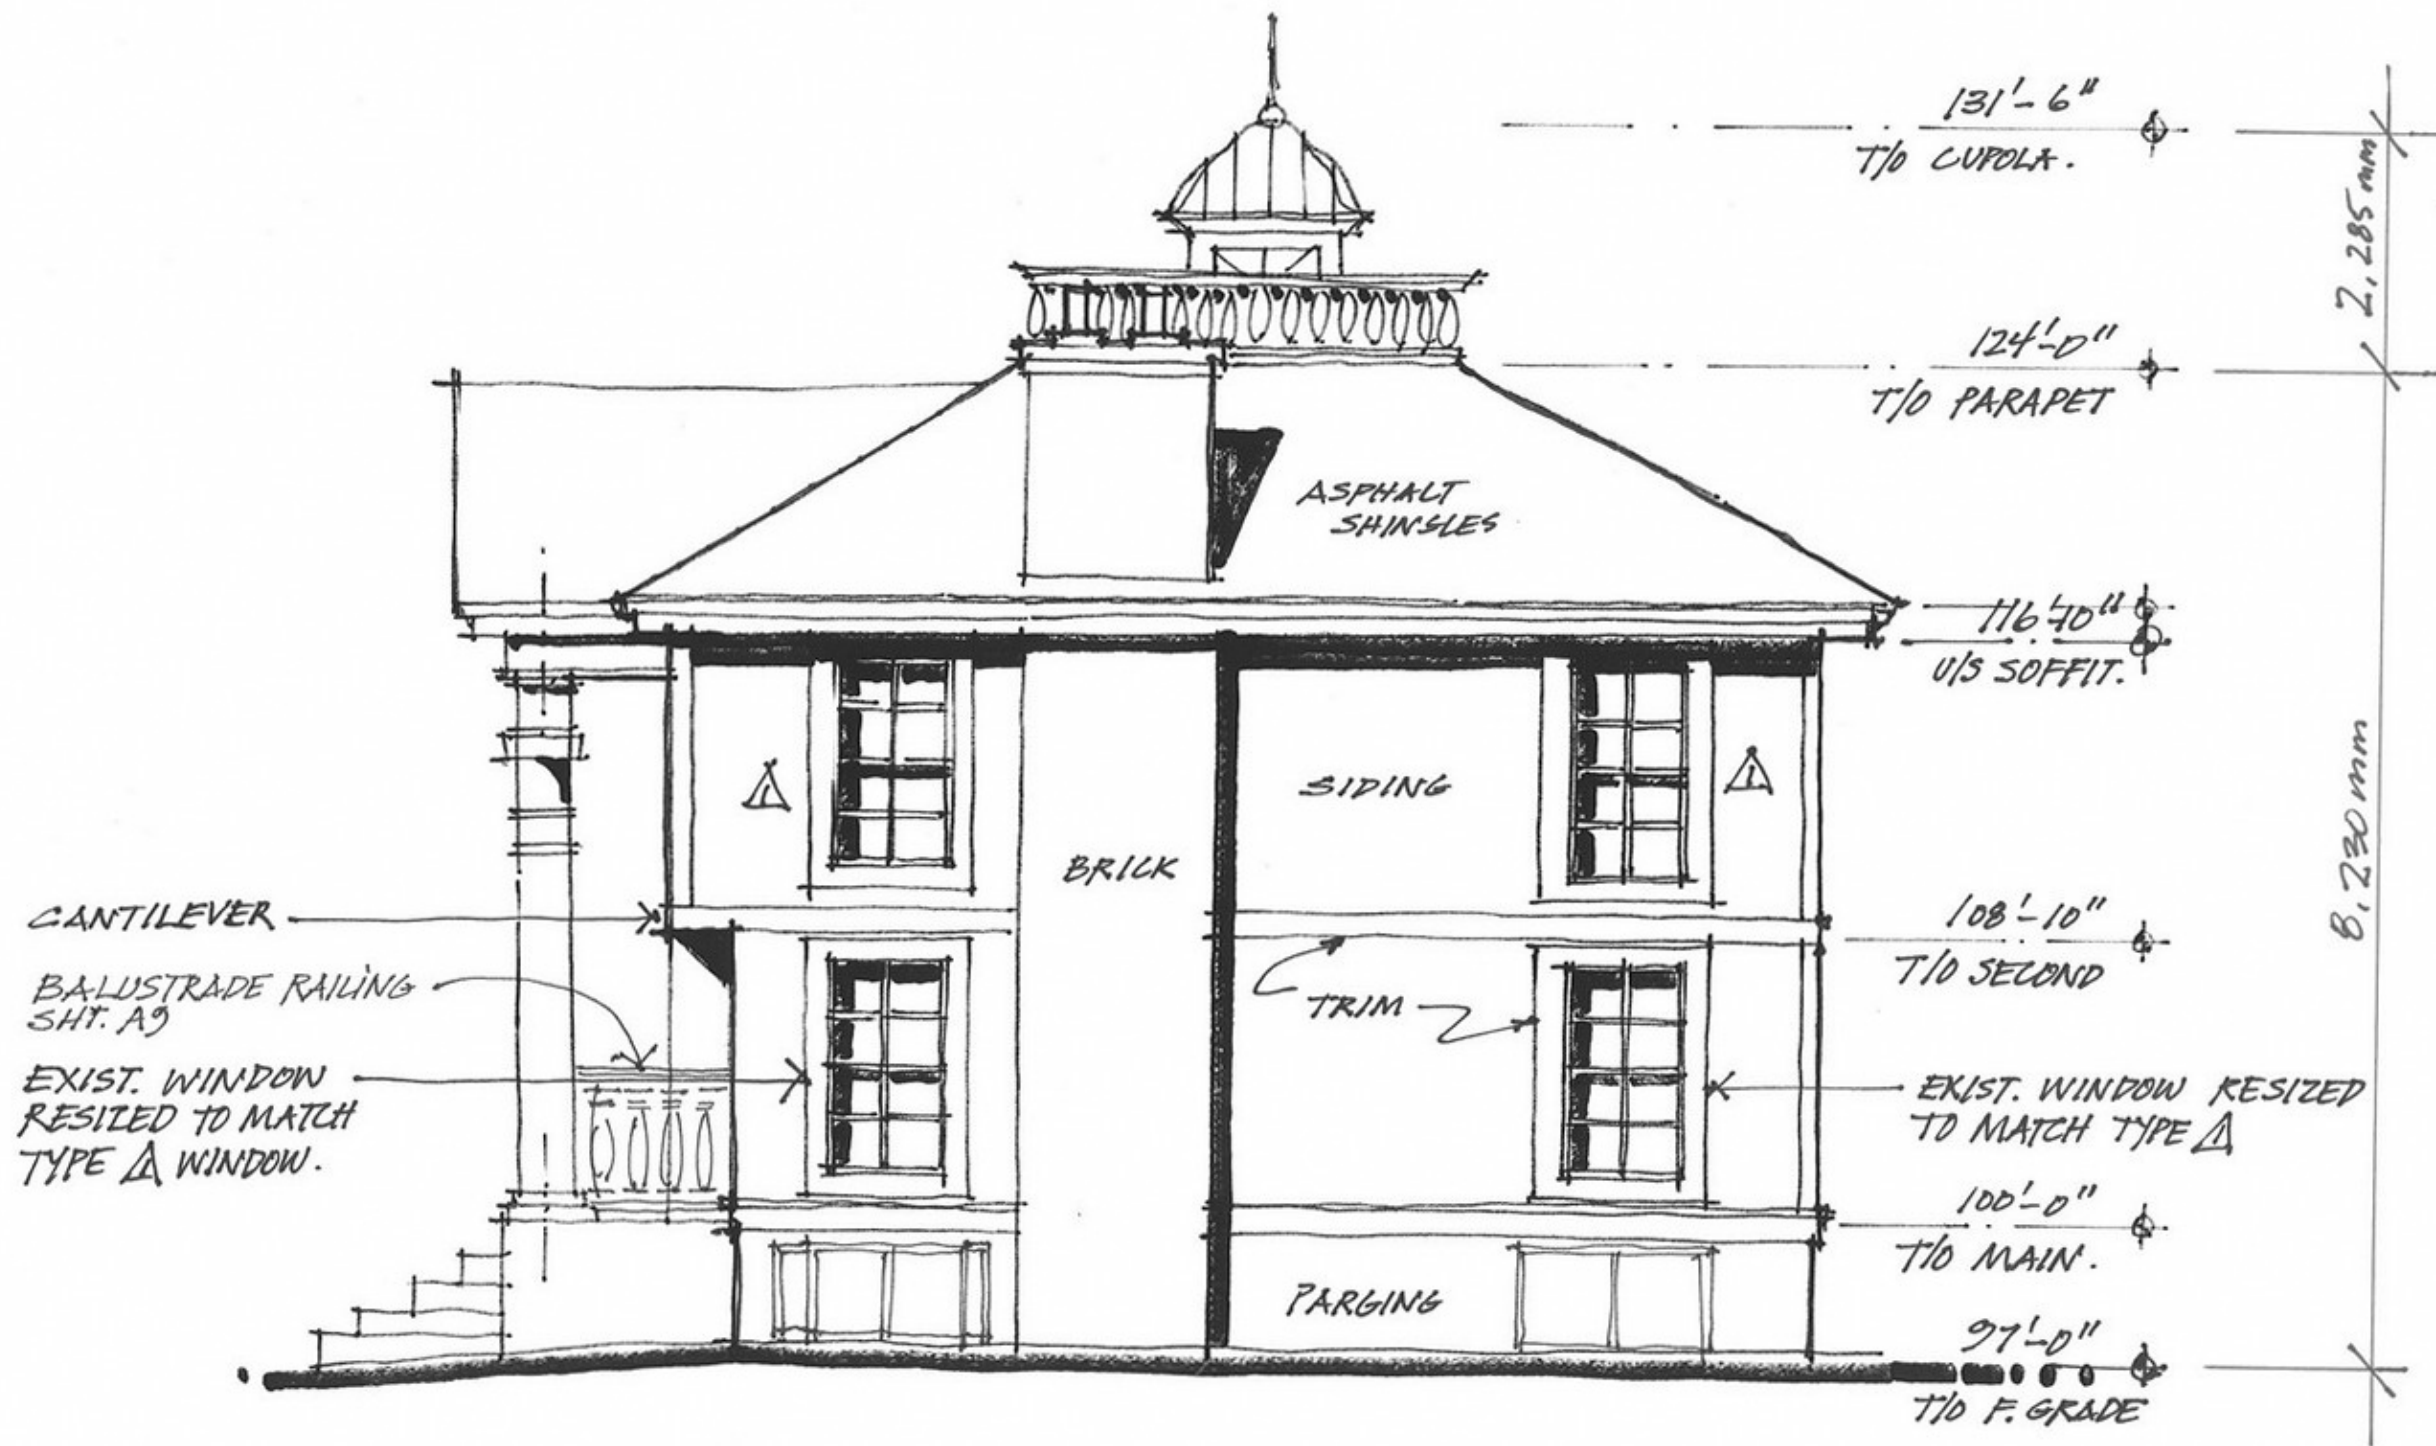 131'-6"
T/O CUPOLA.
2,285 mm
124'-0"
T/O PARAPET
ASPHALT
SHINGLES
116'-10"
U/S SOFFIT.
1
SIDING
1
8,230 mm
BRICK
CANTILEVER
108'-10"
T/O SECOND
BALUSTRADE RAILING
SHT. A9
TRIM
EXIST. WINDOW
RESIZED TO MATCH
TYPE 1 WINDOW.
EXIST. WINDOW RESIZED
TO MATCH TYPE 1
100'-0"
T/O MAIN.
PARGING
97'-0"
T/O F. GRADE